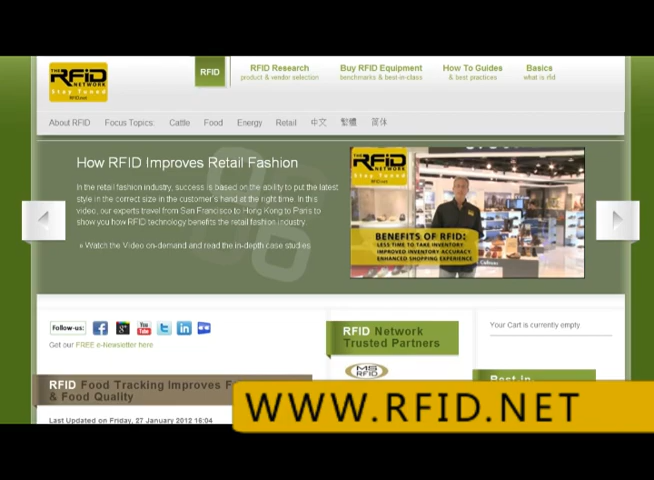 THE
RFID
NETWORK
Stay Tuned
RFID.net
RFID
RFID Research
product & vendor selection
Buy RFID Equipment
benchmarks & best-in-class
How To Guides
& best practices
Basics
what is rfid
About RFID
Focus Topics:
Cattle
Food
Energy
Retail
中文
繁體
简体
How RFID Improves Retail Fashion
In the retail fashion industry, success is based on the ability to put the latest
style in the correct size in the customer's hand at the right time. In this
video, our experts travel from San Francisco to Hong Kong to Paris to
show you how RFID technology benefits the retail fashion industry.
» Watch the Video on-demand and read the in-depth case studies
THE
RFID
NETWORK
Stay Tuned
BENEFITS OF RFID:
LESS TIME TO TAKE INVENTORY
IMPROVED INVENTORY ACCURACY
ENHANCED SHOPPING EXPERIENCE
Follow-us:
You
Tube
Get our FREE e-Newsletter here
RFID Network
Trusted Partners
MS
RFID
Your Cart is currently empty
Best in
RFID Food Tracking Improves F
& Food Quality
Last Updated on Friday, 27 January 2012 16:04
WWW.RFID.NET